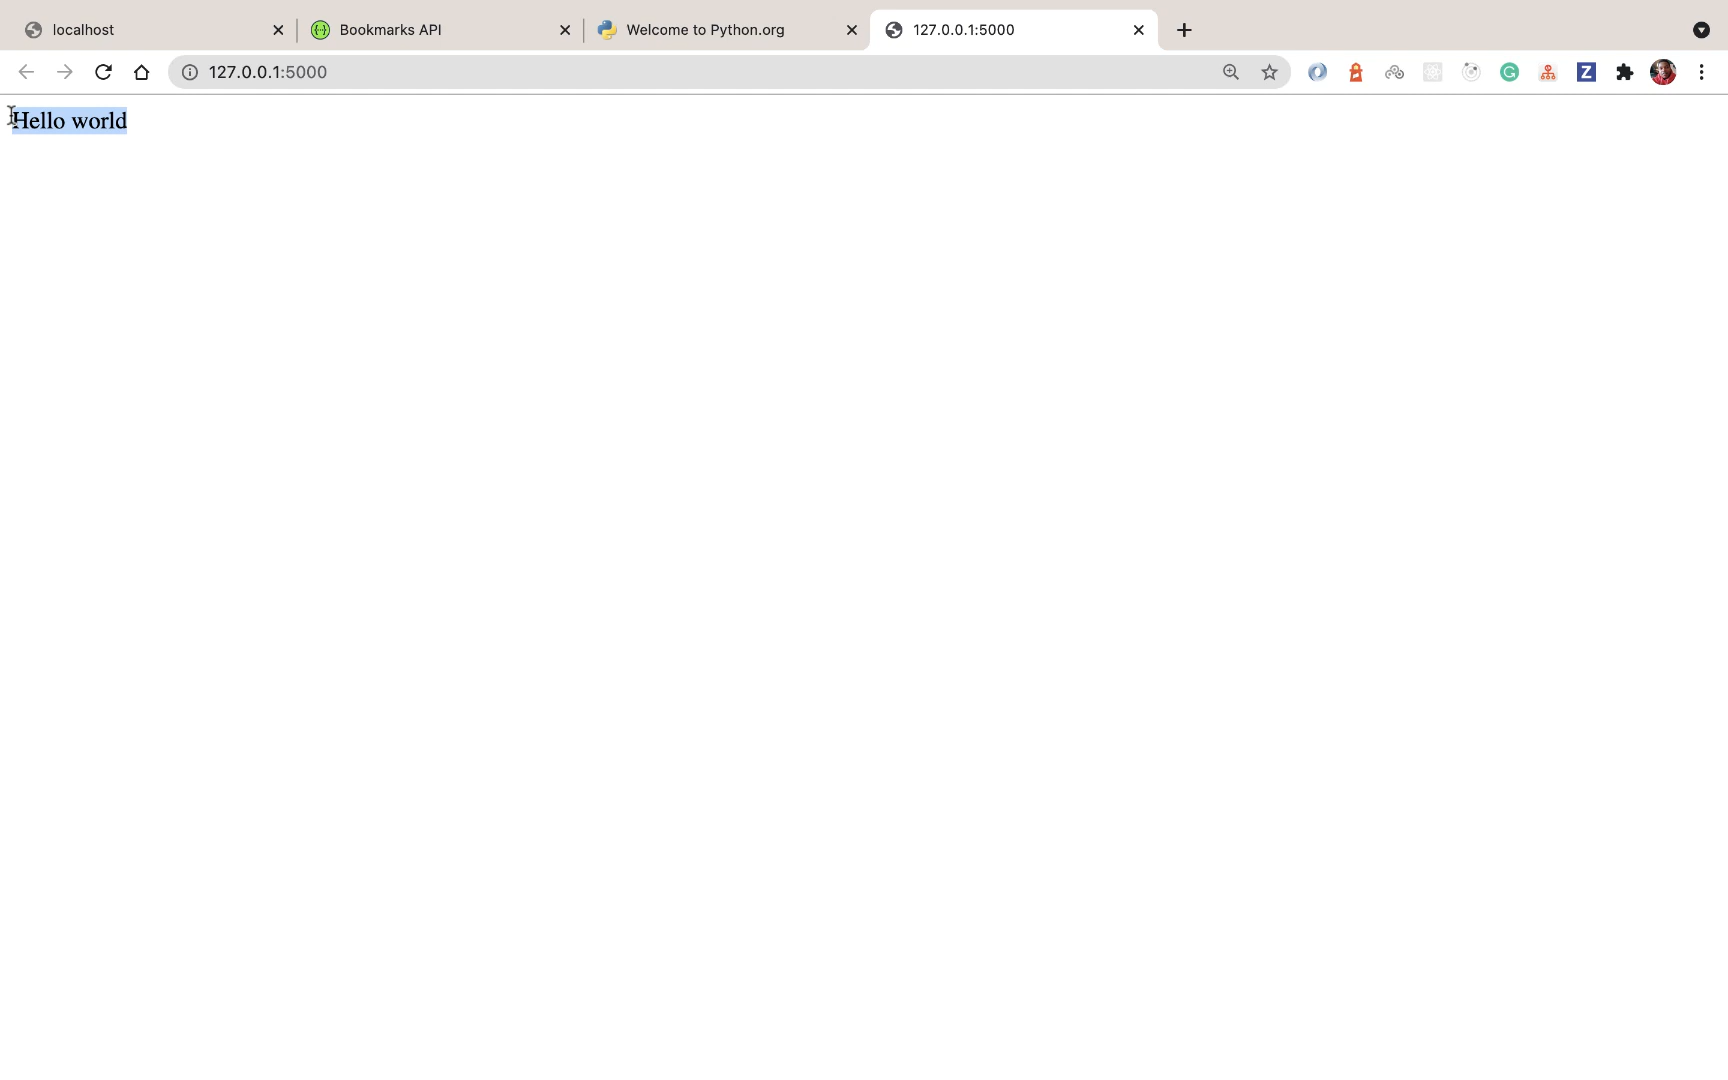 localhost
Bookmarks API
Welcome to Python.org
127.0.0.1:5000
127.0.0.1:5000
Hello world